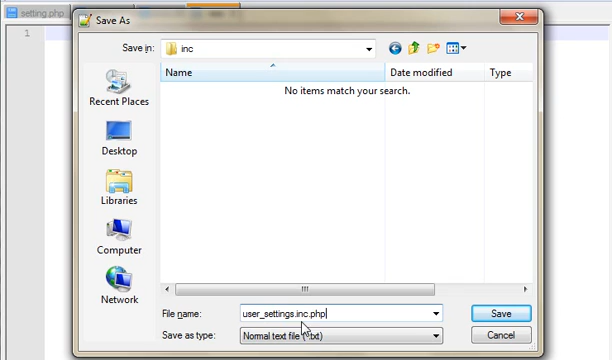 setting.php
1
Save As
Save in:
inc
Name
Date modified
Type
No items match your search.
Recent Places
Desktop
Libraries
Computer
Network
File name:
user_settings.inc.php
Save
Save as type:
Normal text file (*.txt)
Cancel